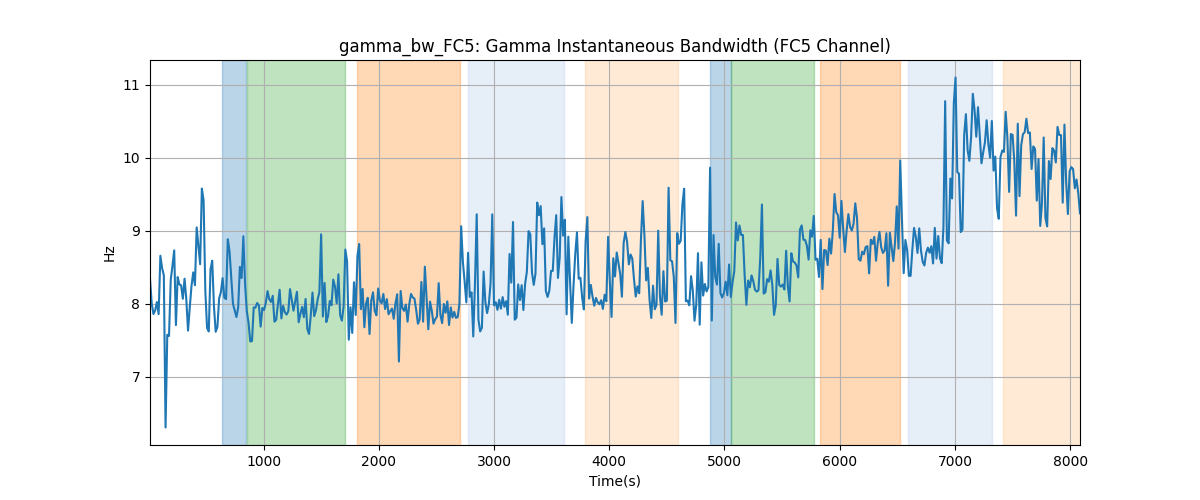 gamma_bw_FC5: Gamma Instantaneous Bandwidth (FC5 Channel)
11
10
9
8
7
Hz
1000 2000 3000 4000 5000 6000 7000 8000
Time(s)